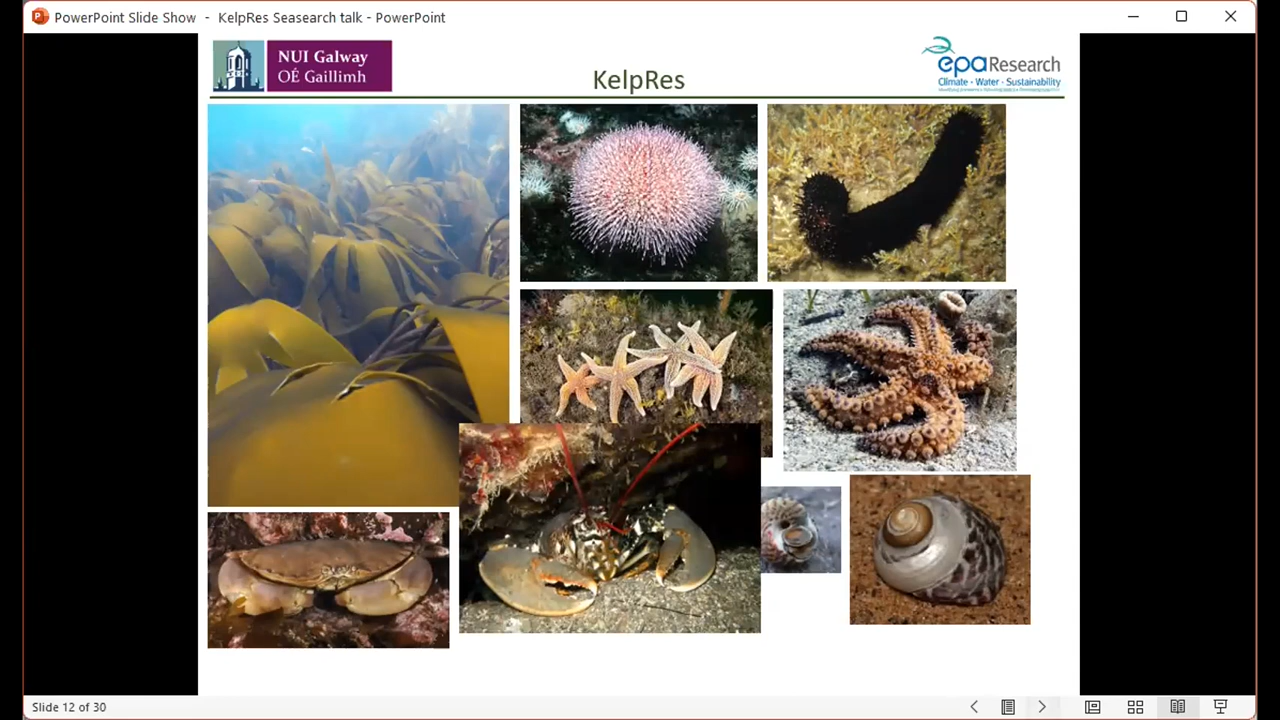 PowerPoint Slide Show - KelpRes Seasearch talk - PowerPoint
NUI Galway
OÉ Gaillimh
KelpRes
epaResearch
Climate - Water - Sustainability
Slide 12 of 30